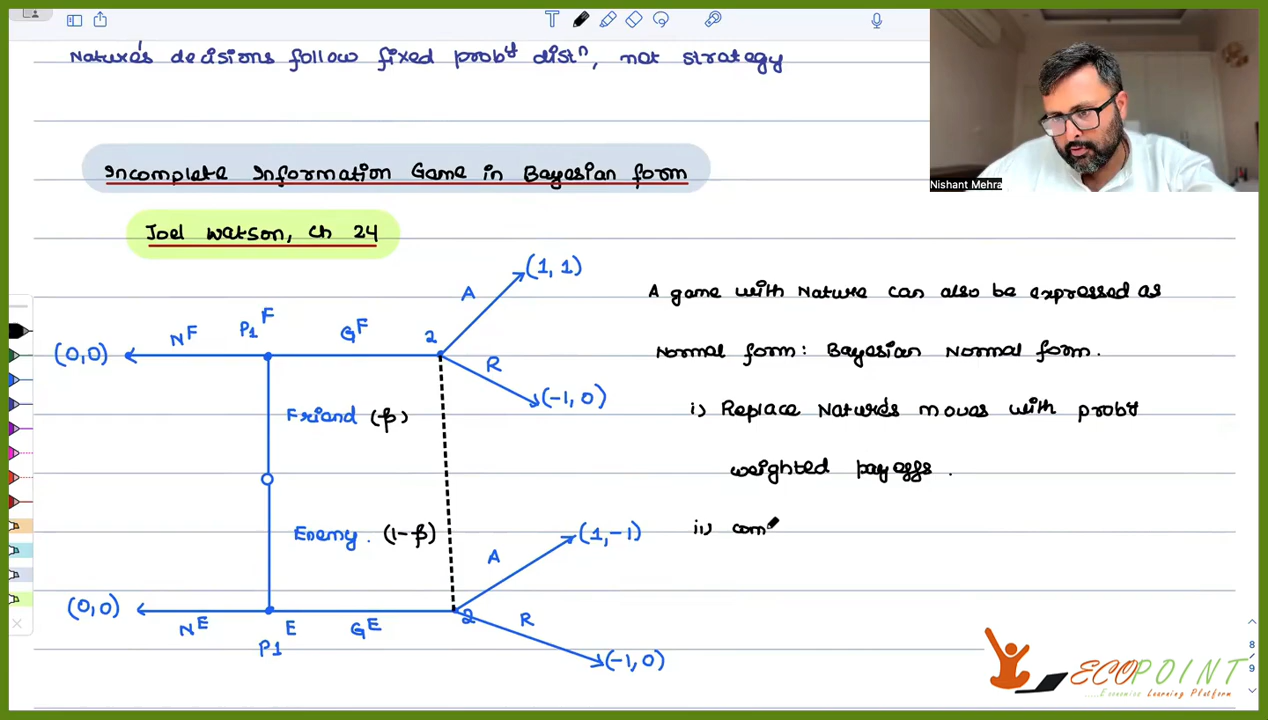 Nature's decisions follow fixed prob'y distⁿ, not strategy
Nishant Mehra
Incomplete Information Game in Bayesian form
Joel Watson, Ch 24
(0,0)
N^F
P1^F
G^F
2
A
(1, 1)
R
(-1, 0)
Friend (p)
Enemy. (1-p)
(0,0)
N^E
P1^E
G^E
2
A
(1,-1)
R
(-1, 0)
A game with Nature can also be expressed as
Normal form: Bayesian Normal form.
i) Replace Nature's moves with prob'y
weighted payoffs.
ii) com
8
9
ECOPOINT
.....Economics Learning Platform